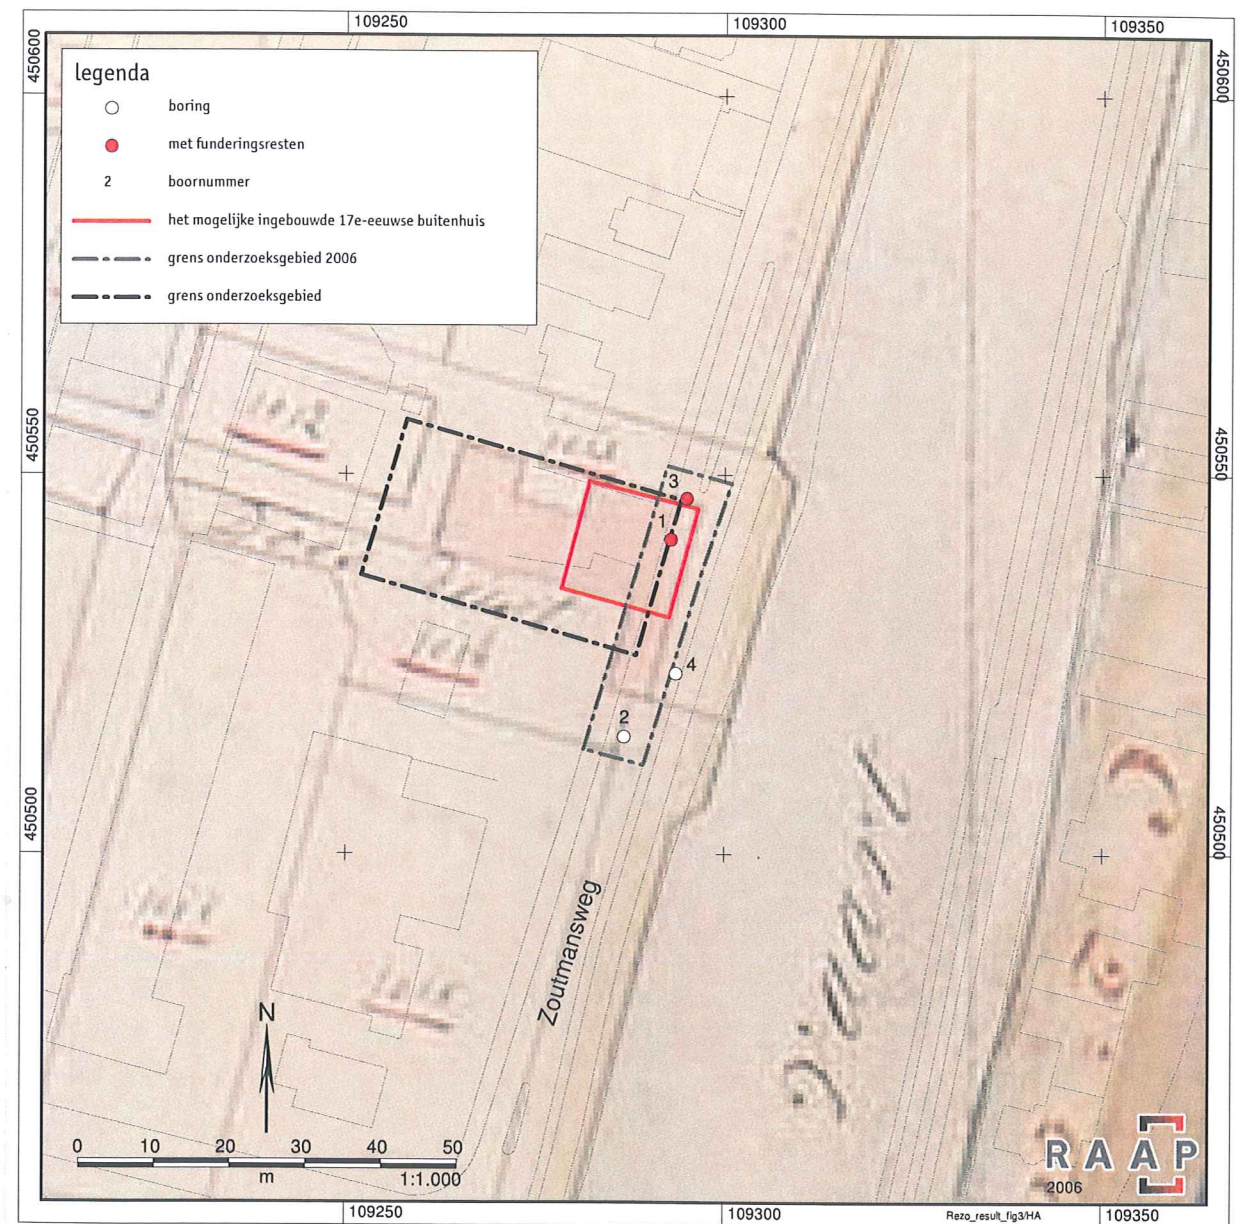 109250
109300
109350
450600
450600
legenda
boring
met funderingsresten
2
boornummer
het mogelijke ingebouwde 17e-eeuwse buitenhuis
grens onderzoeksgebied 2006
grens onderzoeksgebied
450550
450550
3
1
4
2
450500
450500
Zoutmansweg
N
0 10 20 30 40 50
m
1:1.000
RAAP
2006
109250
109300
Rezo_result_fig3/HA
109350